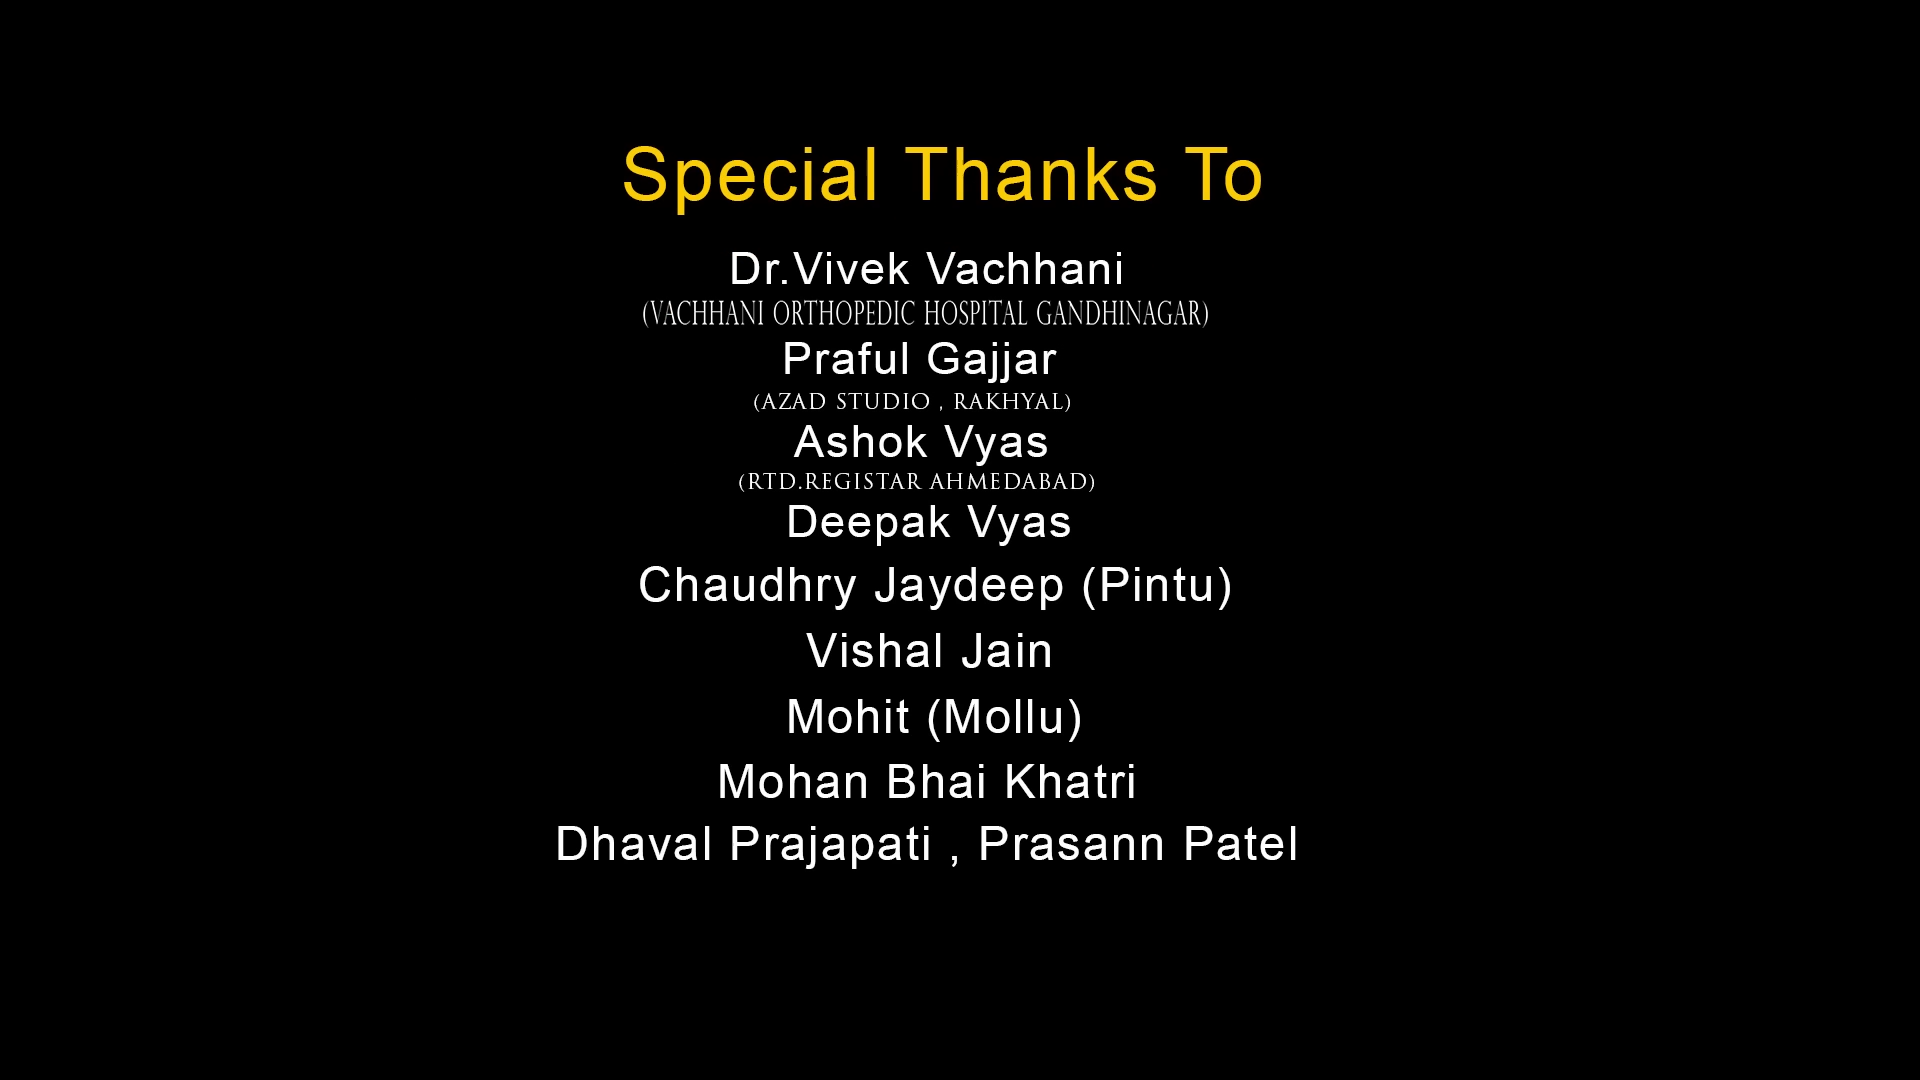 Special Thanks To
Dr.Vivek Vachhani
(VACHHANI ORTHOPEDIC HOSPITAL GANDHINAGAR)
Praful Gajjar
(AZAD STUDIO , RAKHYAL)
Ashok Vyas
(RTD.REGISTAR AHMEDABAD)
Deepak Vyas
Chaudhry Jaydeep (Pintu)
Vishal Jain
Mohit (Mollu)
Mohan Bhai Khatri
Dhaval Prajapati , Prasann Patel